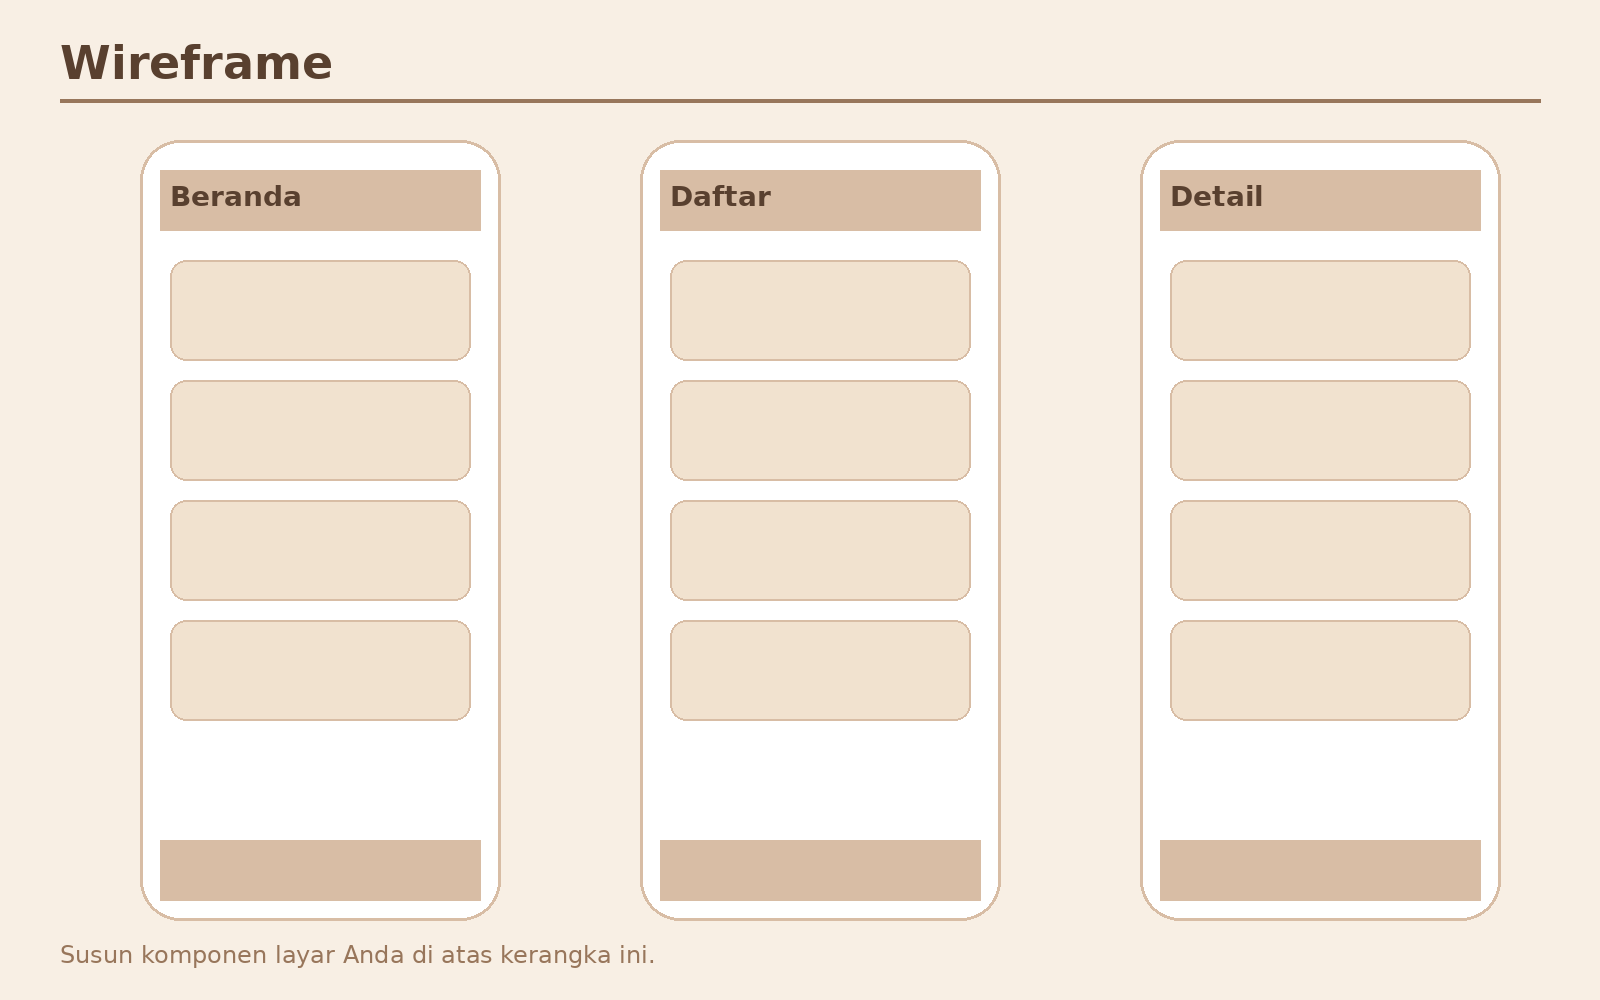 Wireframe
Beranda
Daftar
Detail
Susun komponen layar Anda di atas kerangka ini.